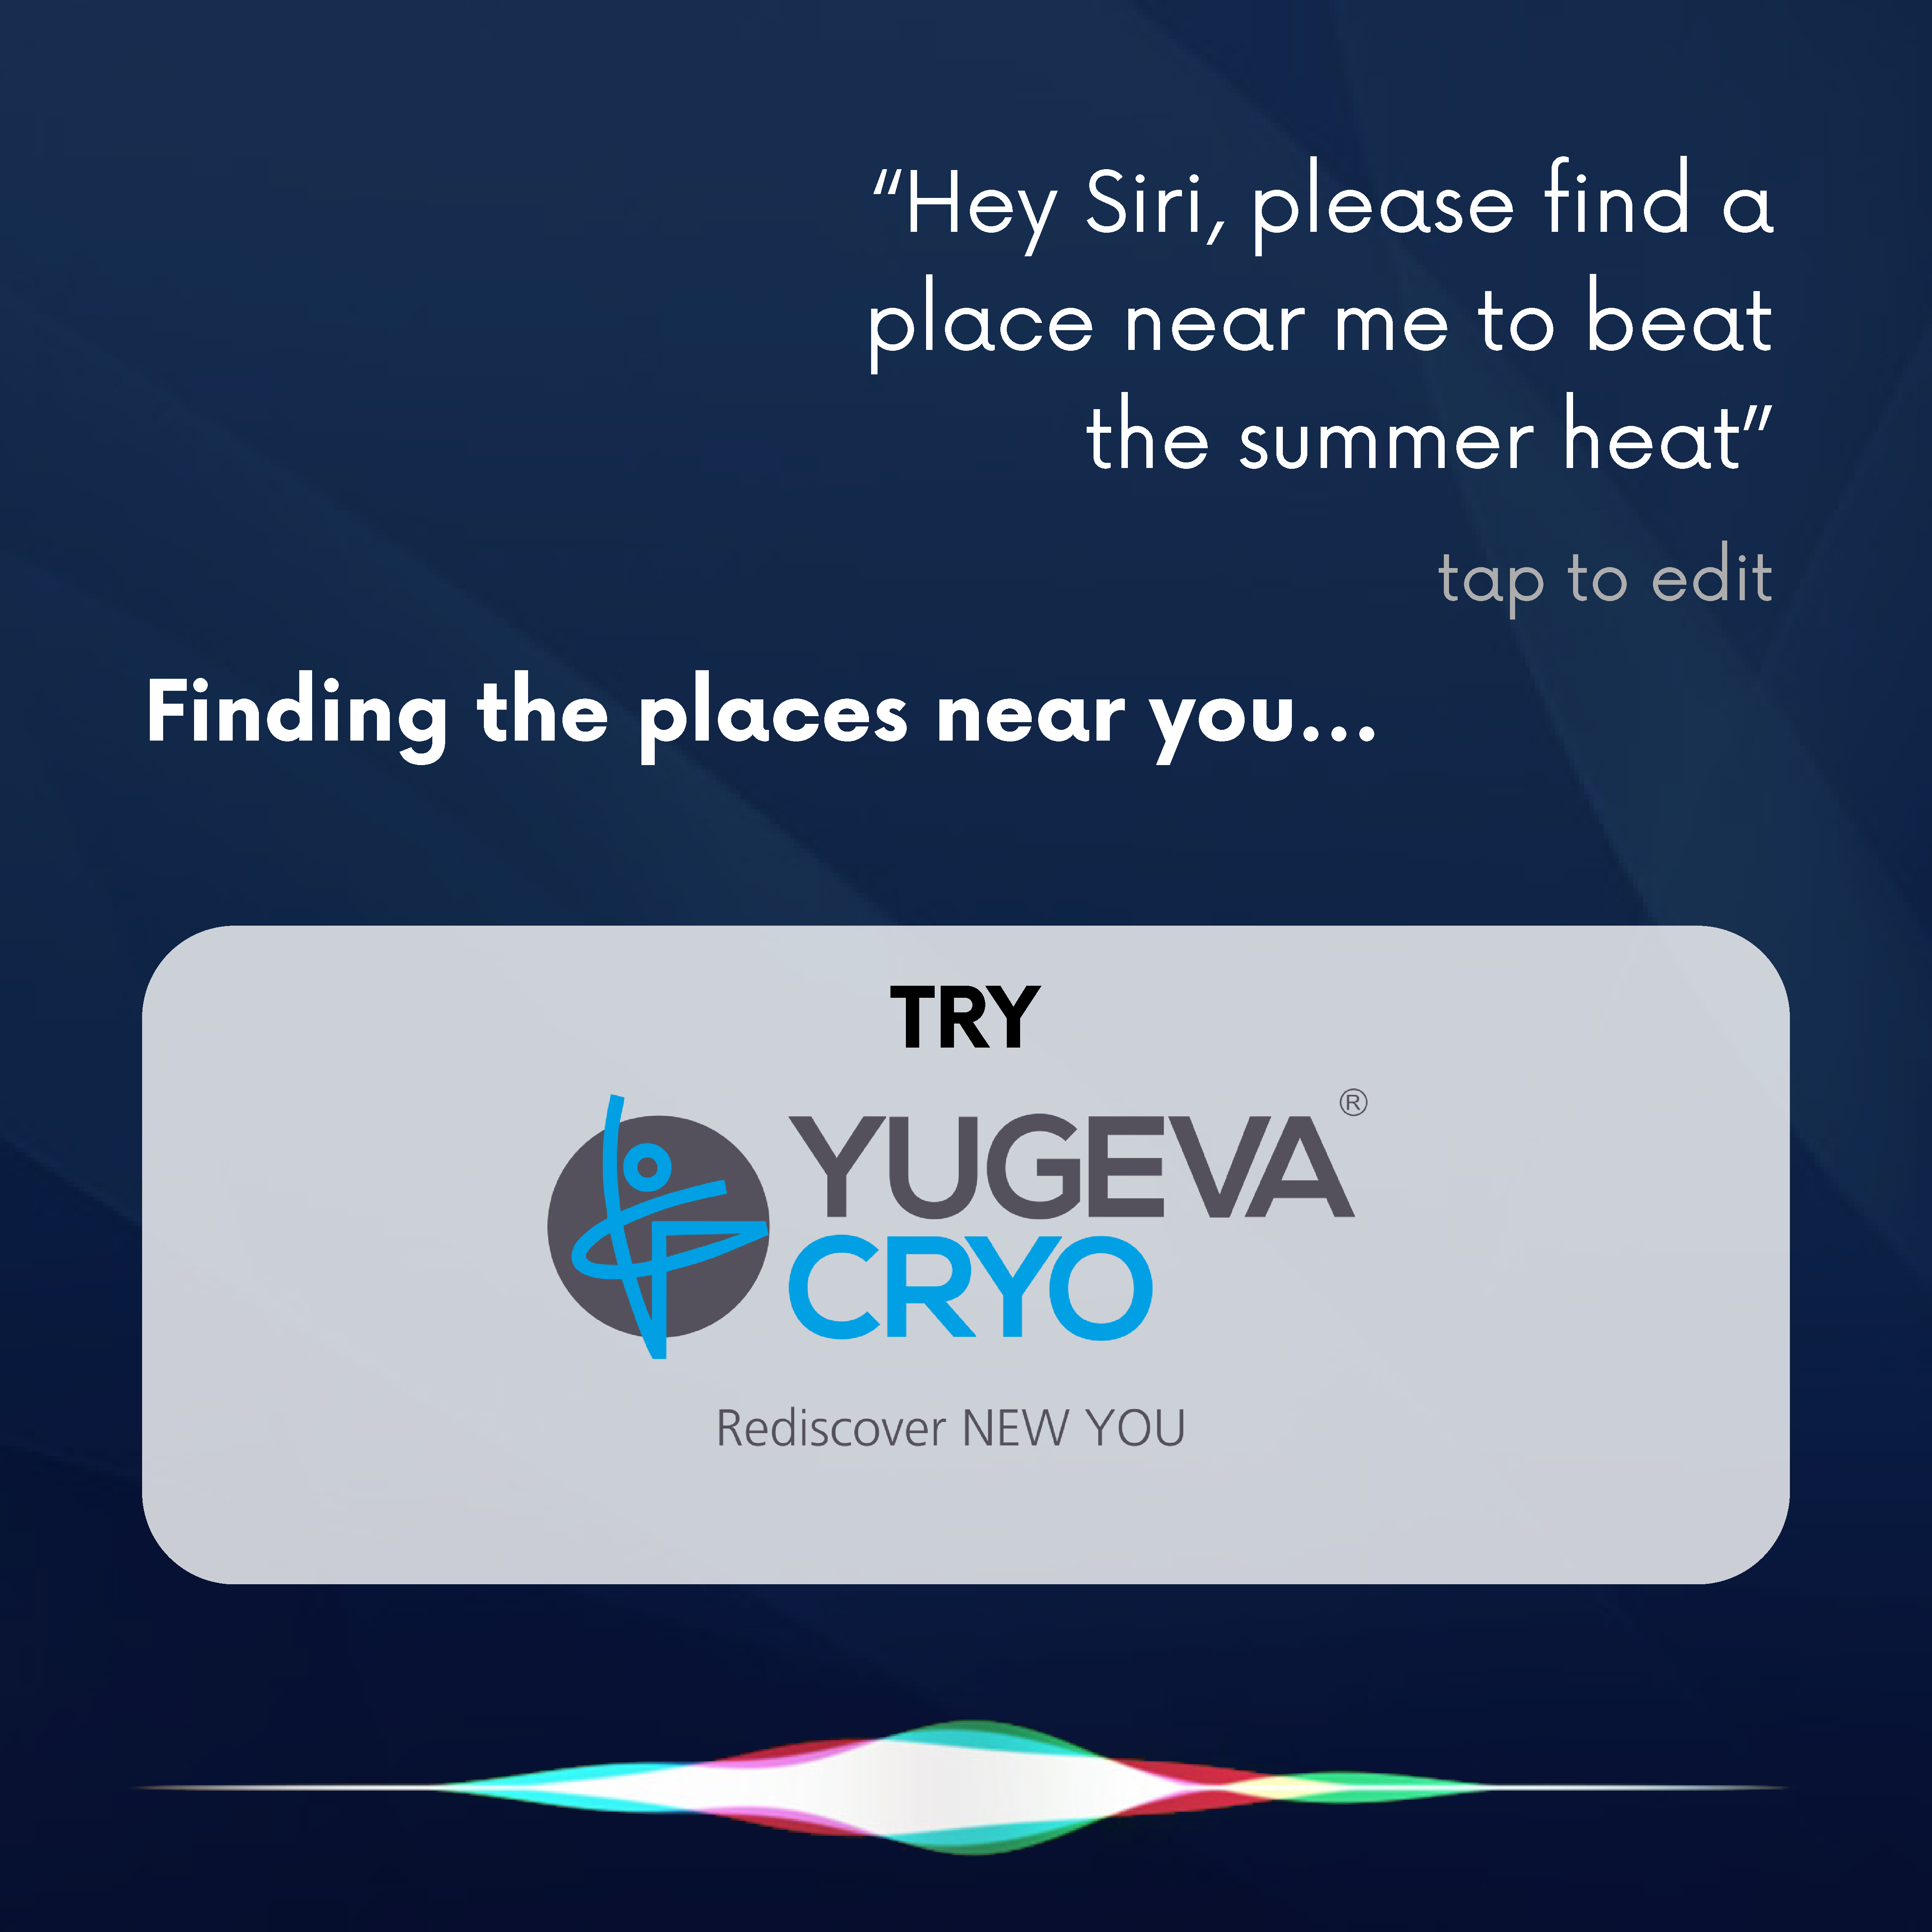 “Hey Siri, please find a
place near me to beat
the summer heat”
tap to edit
Finding the places near you...
TRY
YUGEVA®
CRYO
Rediscover NEW YOU